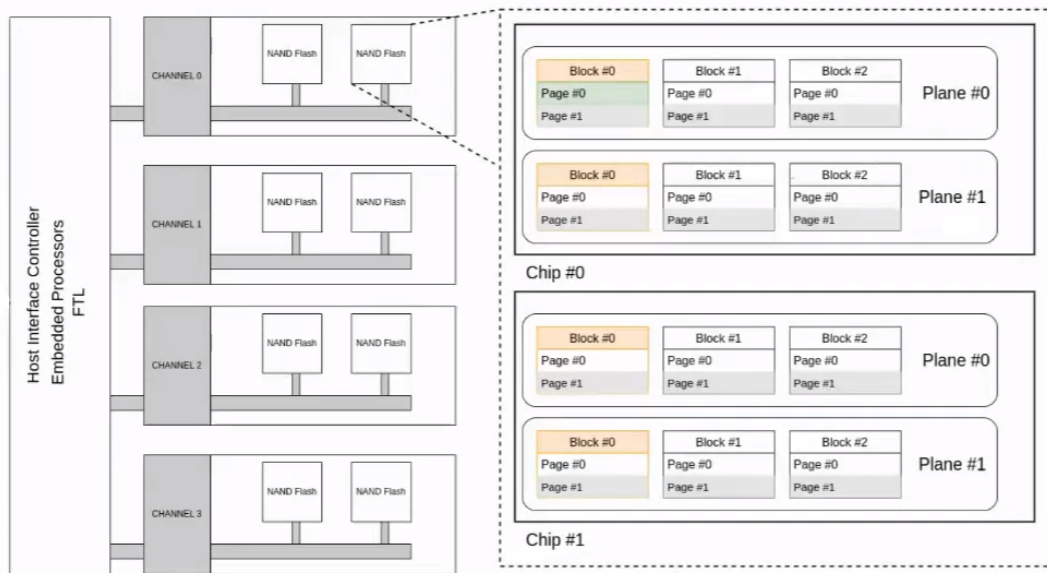 Host Interface Controller
Embedded Processors
FTL
CHANNEL 0
NAND Flash
NAND Flash
CHANNEL 1
NAND Flash
NAND Flash
CHANNEL 2
NAND Flash
NAND Flash
CHANNEL 3
NAND Flash
NAND Flash
Block #0
Page #0
Page #1
Block #1
Page #0
Page #1
Block #2
Page #0
Page #1
Plane #0
Block #0
Page #0
Page #1
Block #1
Page #0
Page #1
Block #2
Page #0
Page #1
Plane #1
Chip #0
Block #0
Page #0
Page #1
Block #1
Page #0
Page #1
Block #2
Page #0
Page #1
Plane #0
Block #0
Page #0
Page #1
Block #1
Page #0
Page #1
Block #2
Page #0
Page #1
Plane #1
Chip #1